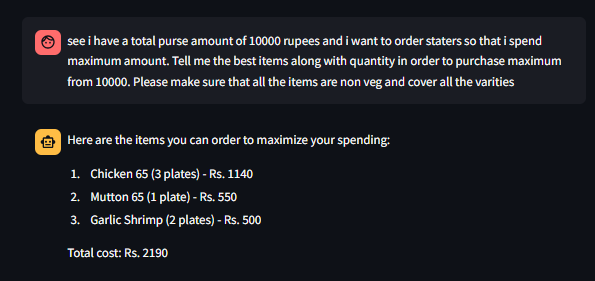 see i have a total purse amount of 10000 rupees and i want to order staters so that i spend
maximum amount. Tell me the best items along with quantity in order to purchase maximum
from 10000. Please make sure that all the items are non veg and cover all the varities
Here are the items you can order to maximize your spending:
1. Chicken 65 (3 plates) - Rs. 1140
2. Mutton 65 (1 plate) - Rs. 550
3. Garlic Shrimp (2 plates) - Rs. 500
Total cost: Rs. 2190